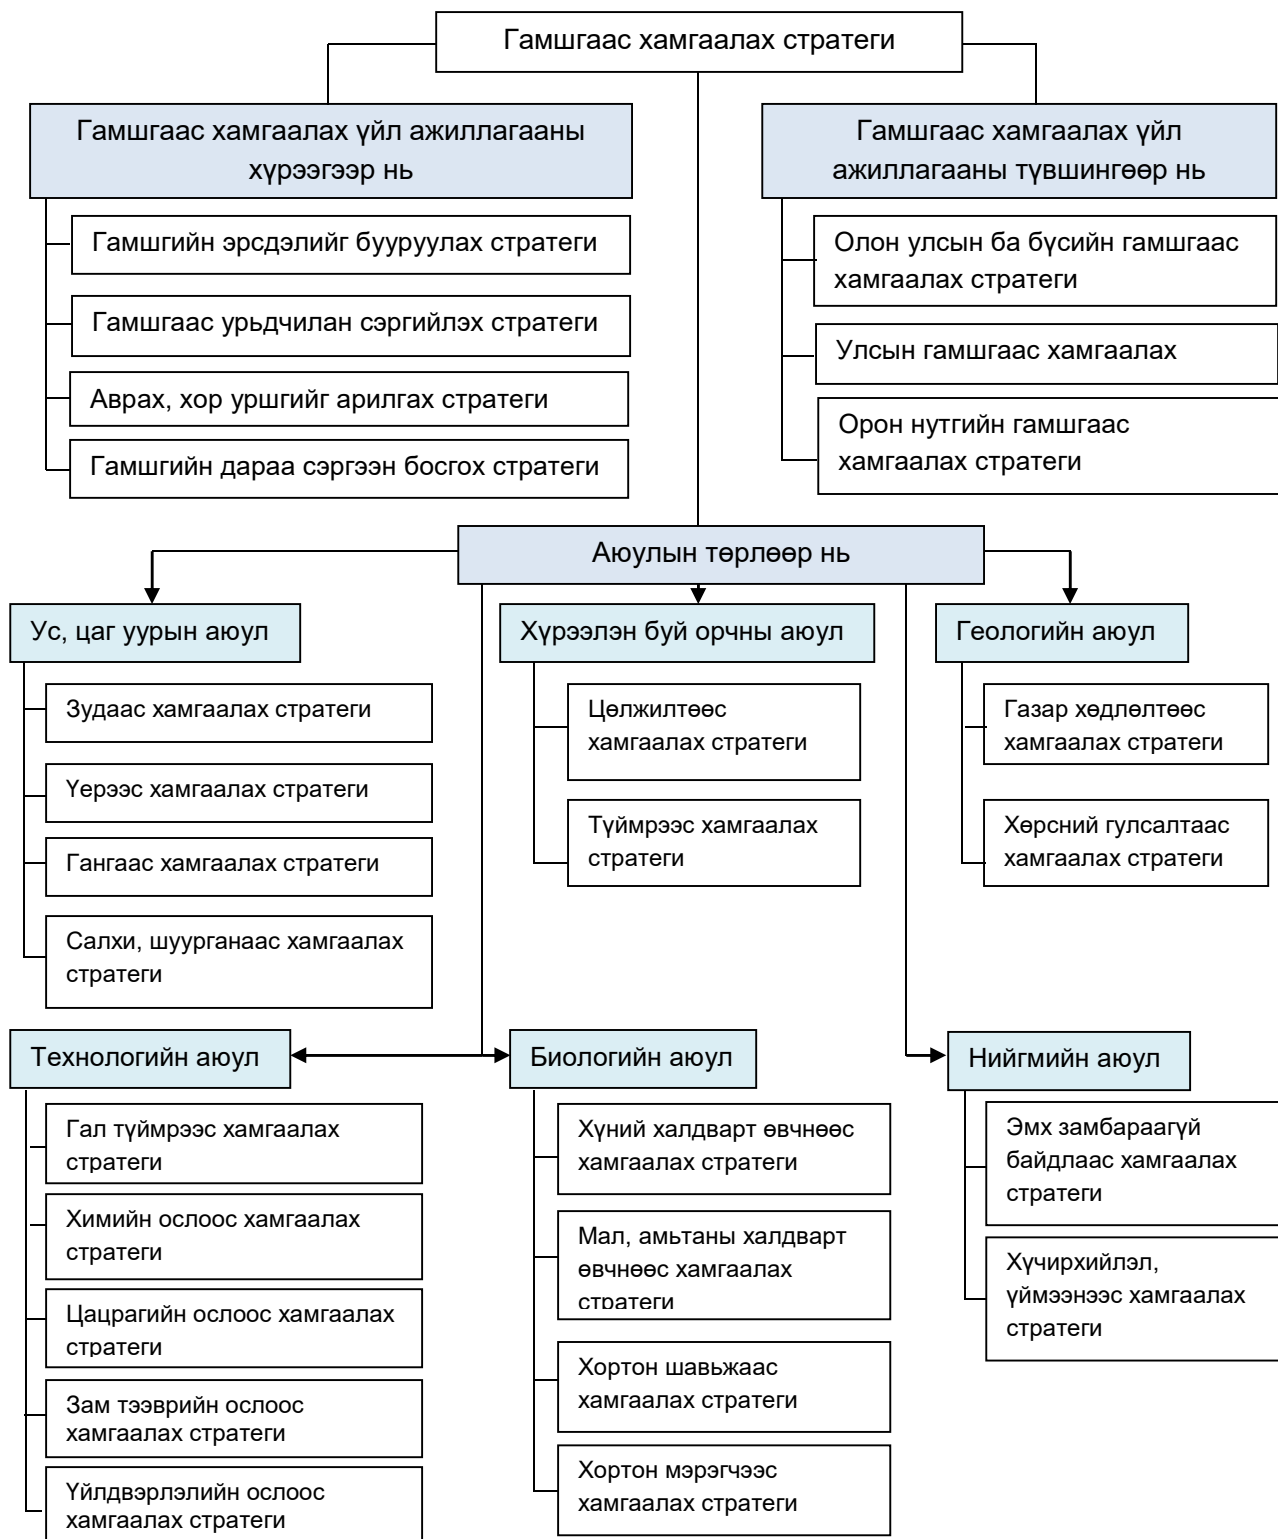 Гамшгаас хамгаалах стратеги
Гамшгаас хамгаалах үйл ажиллагааны
хүрээгээр нь
Гамшгийн эрсдэлийг бууруулах стратеги
Гамшгаас урьдчилан сэргийлэх стратеги
Аврах, хор уршгийг арилгах стратеги
Гамшгийн дараа сэргээн босгох стратеги
Гамшгаас хамгаалах үйл
ажиллагааны түвшингөөр нь
Олон улсын ба бүсийн гамшгаас
хамгаалах стратеги
Улсын гамшгаас хамгаалах
Орон нутгийн гамшгаас
хамгаалах стратеги
Аюулын төрлөөр нь
Ус, цаг уурын аюул
Зудаас хамгаалах стратеги
Үерээс хамгаалах стратеги
Гангаас хамгаалах стратеги
Салхи, шуурганаас хамгаалах
стратеги
Хүрээлэн буй орчны аюул
Цөлжилтөөс
хамгаалах стратеги
Түймрээс хамгаалах
стратеги
Геологийн аюул
Газар хөдлөлтөөс
хамгаалах стратеги
Хөрсний гулсалтаас
хамгаалах стратеги
Технологийн аюул
Гал түймрээс хамгаалах
стратеги
Химийн ослоос хамгаалах
стратеги
Цацрагийн ослоос хамгаалах
стратеги
Зам тээврийн ослоос
хамгаалах стратеги
Үйлдвэрлэлийн ослоос
хамгаалах стратеги
Биологийн аюул
Хүний халдварт өвчнөөс
хамгаалах стратеги
Мал, амьтаны халдварт
өвчнөөс хамгаалах
стратеги
Хортон шавьжаас
хамгаалах стратеги
Хортон мэрэгчээс
хамгаалах стратеги
Нийгмийн аюул
Эмх замбараагүй
байдлаас хамгаалах
стратеги
Хүчирхийлэл,
үймээнээс хамгаалах
стратеги